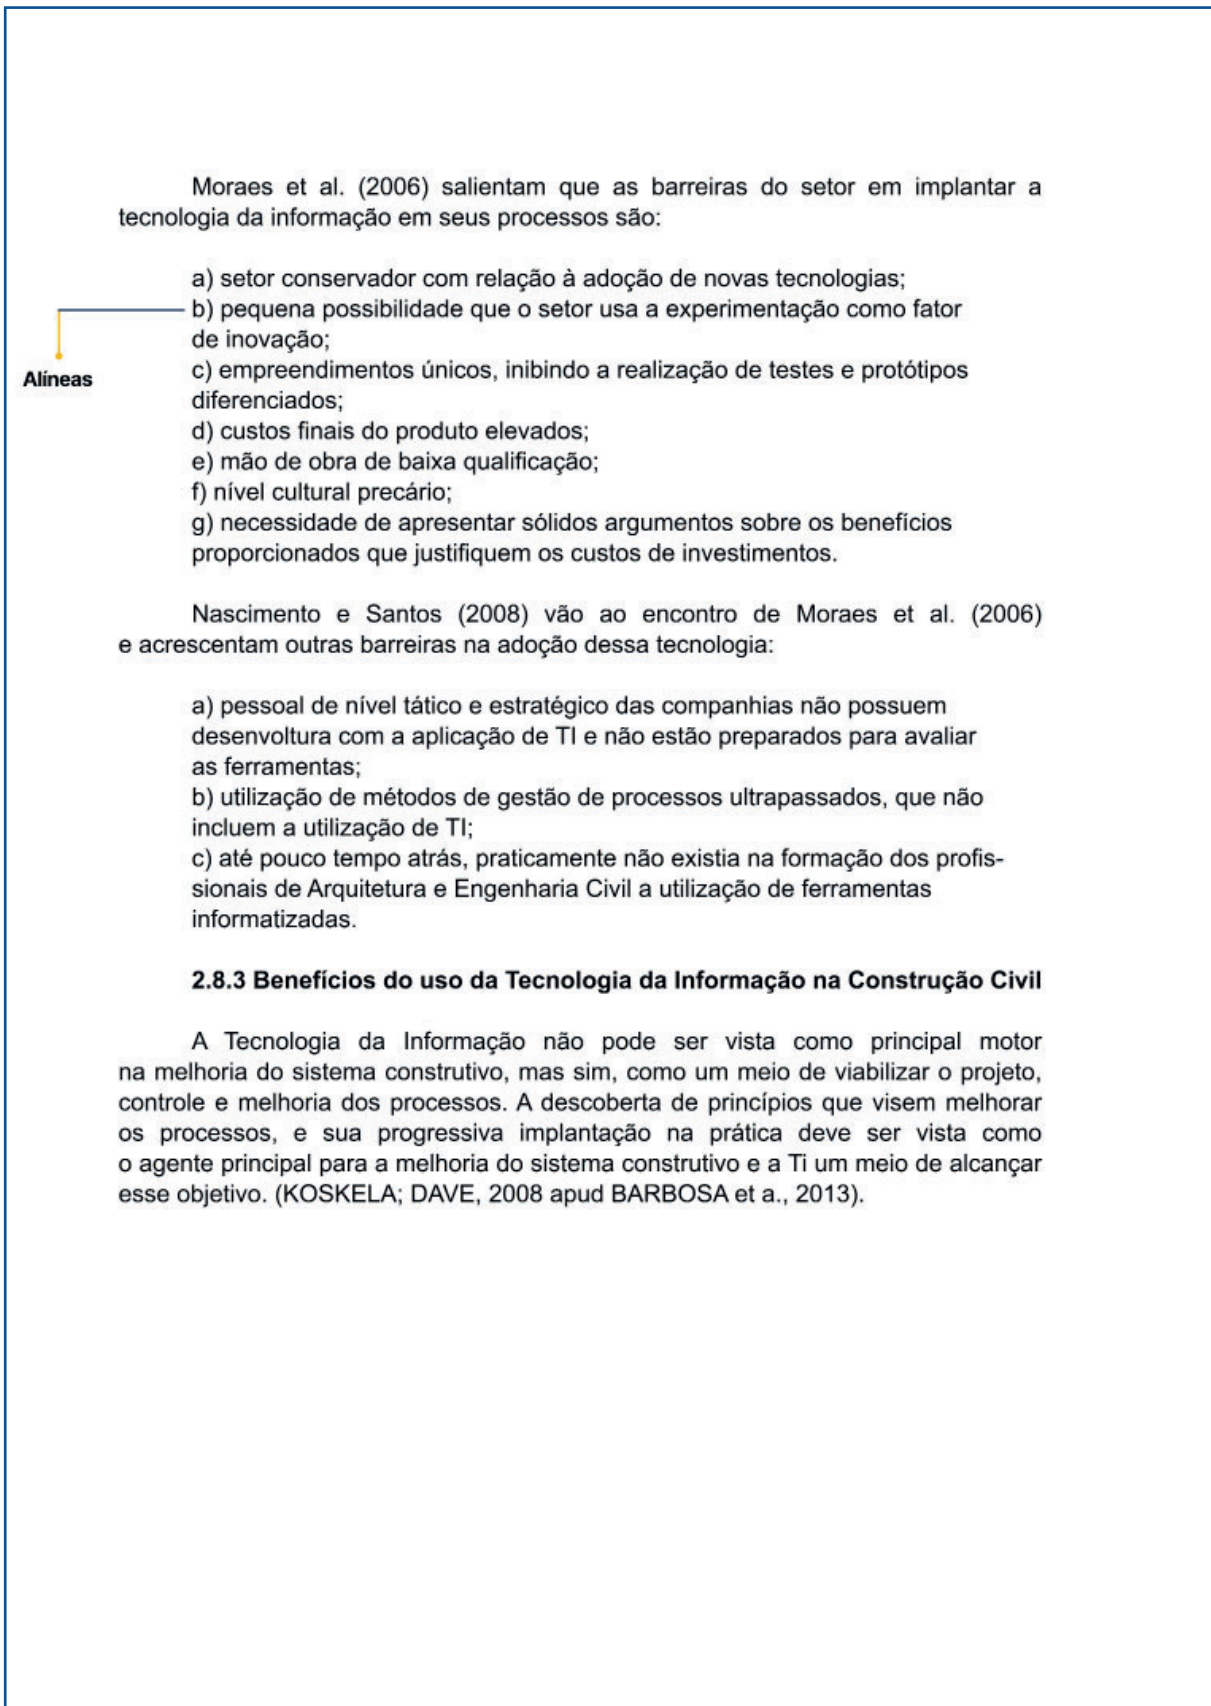 Moraes et al. (2006) salientam que as barreiras do setor em implantar a
tecnologia da informação em seus processos são:
a) setor conservador com relação à adoção de novas tecnologias;
b) pequena possibilidade que o setor usa a experimentação como fator
de inovação;
Alíneas
c) empreendimentos únicos, inibindo a realização de testes e protótipos
diferenciados;
d) custos finais do produto elevados;
e) mão de obra de baixa qualificação;
f) nível cultural precário;
g) necessidade de apresentar sólidos argumentos sobre os benefícios
proporcionados que justifiquem os custos de investimentos.
Nascimento e Santos (2008) vão ao encontro de Moraes et al. (2006)
e acrescentam outras barreiras na adoção dessa tecnologia:
a) pessoal de nível tático e estratégico das companhias não possuem
desenvoltura com a aplicação de TI e não estão preparados para avaliar
as ferramentas;
b) utilização de métodos de gestão de processos ultrapassados, que não
incluem a utilização de TI;
c) até pouco tempo atrás, praticamente não existia na formação dos profis-
sionais de Arquitetura e Engenharia Civil a utilização de ferramentas
informatizadas.
2.8.3 Benefícios do uso da Tecnologia da Informação na Construção Civil
A Tecnologia da Informação não pode ser vista como principal motor
na melhoria do sistema construtivo, mas sim, como um meio de viabilizar o projeto,
controle e melhoria dos processos. A descoberta de princípios que visem melhorar
os processos, e sua progressiva implantação na prática deve ser vista como
o agente principal para a melhoria do sistema construtivo e a Ti um meio de alcançar
esse objetivo. (KOSKELA; DAVE, 2008 apud BARBOSA et a., 2013).